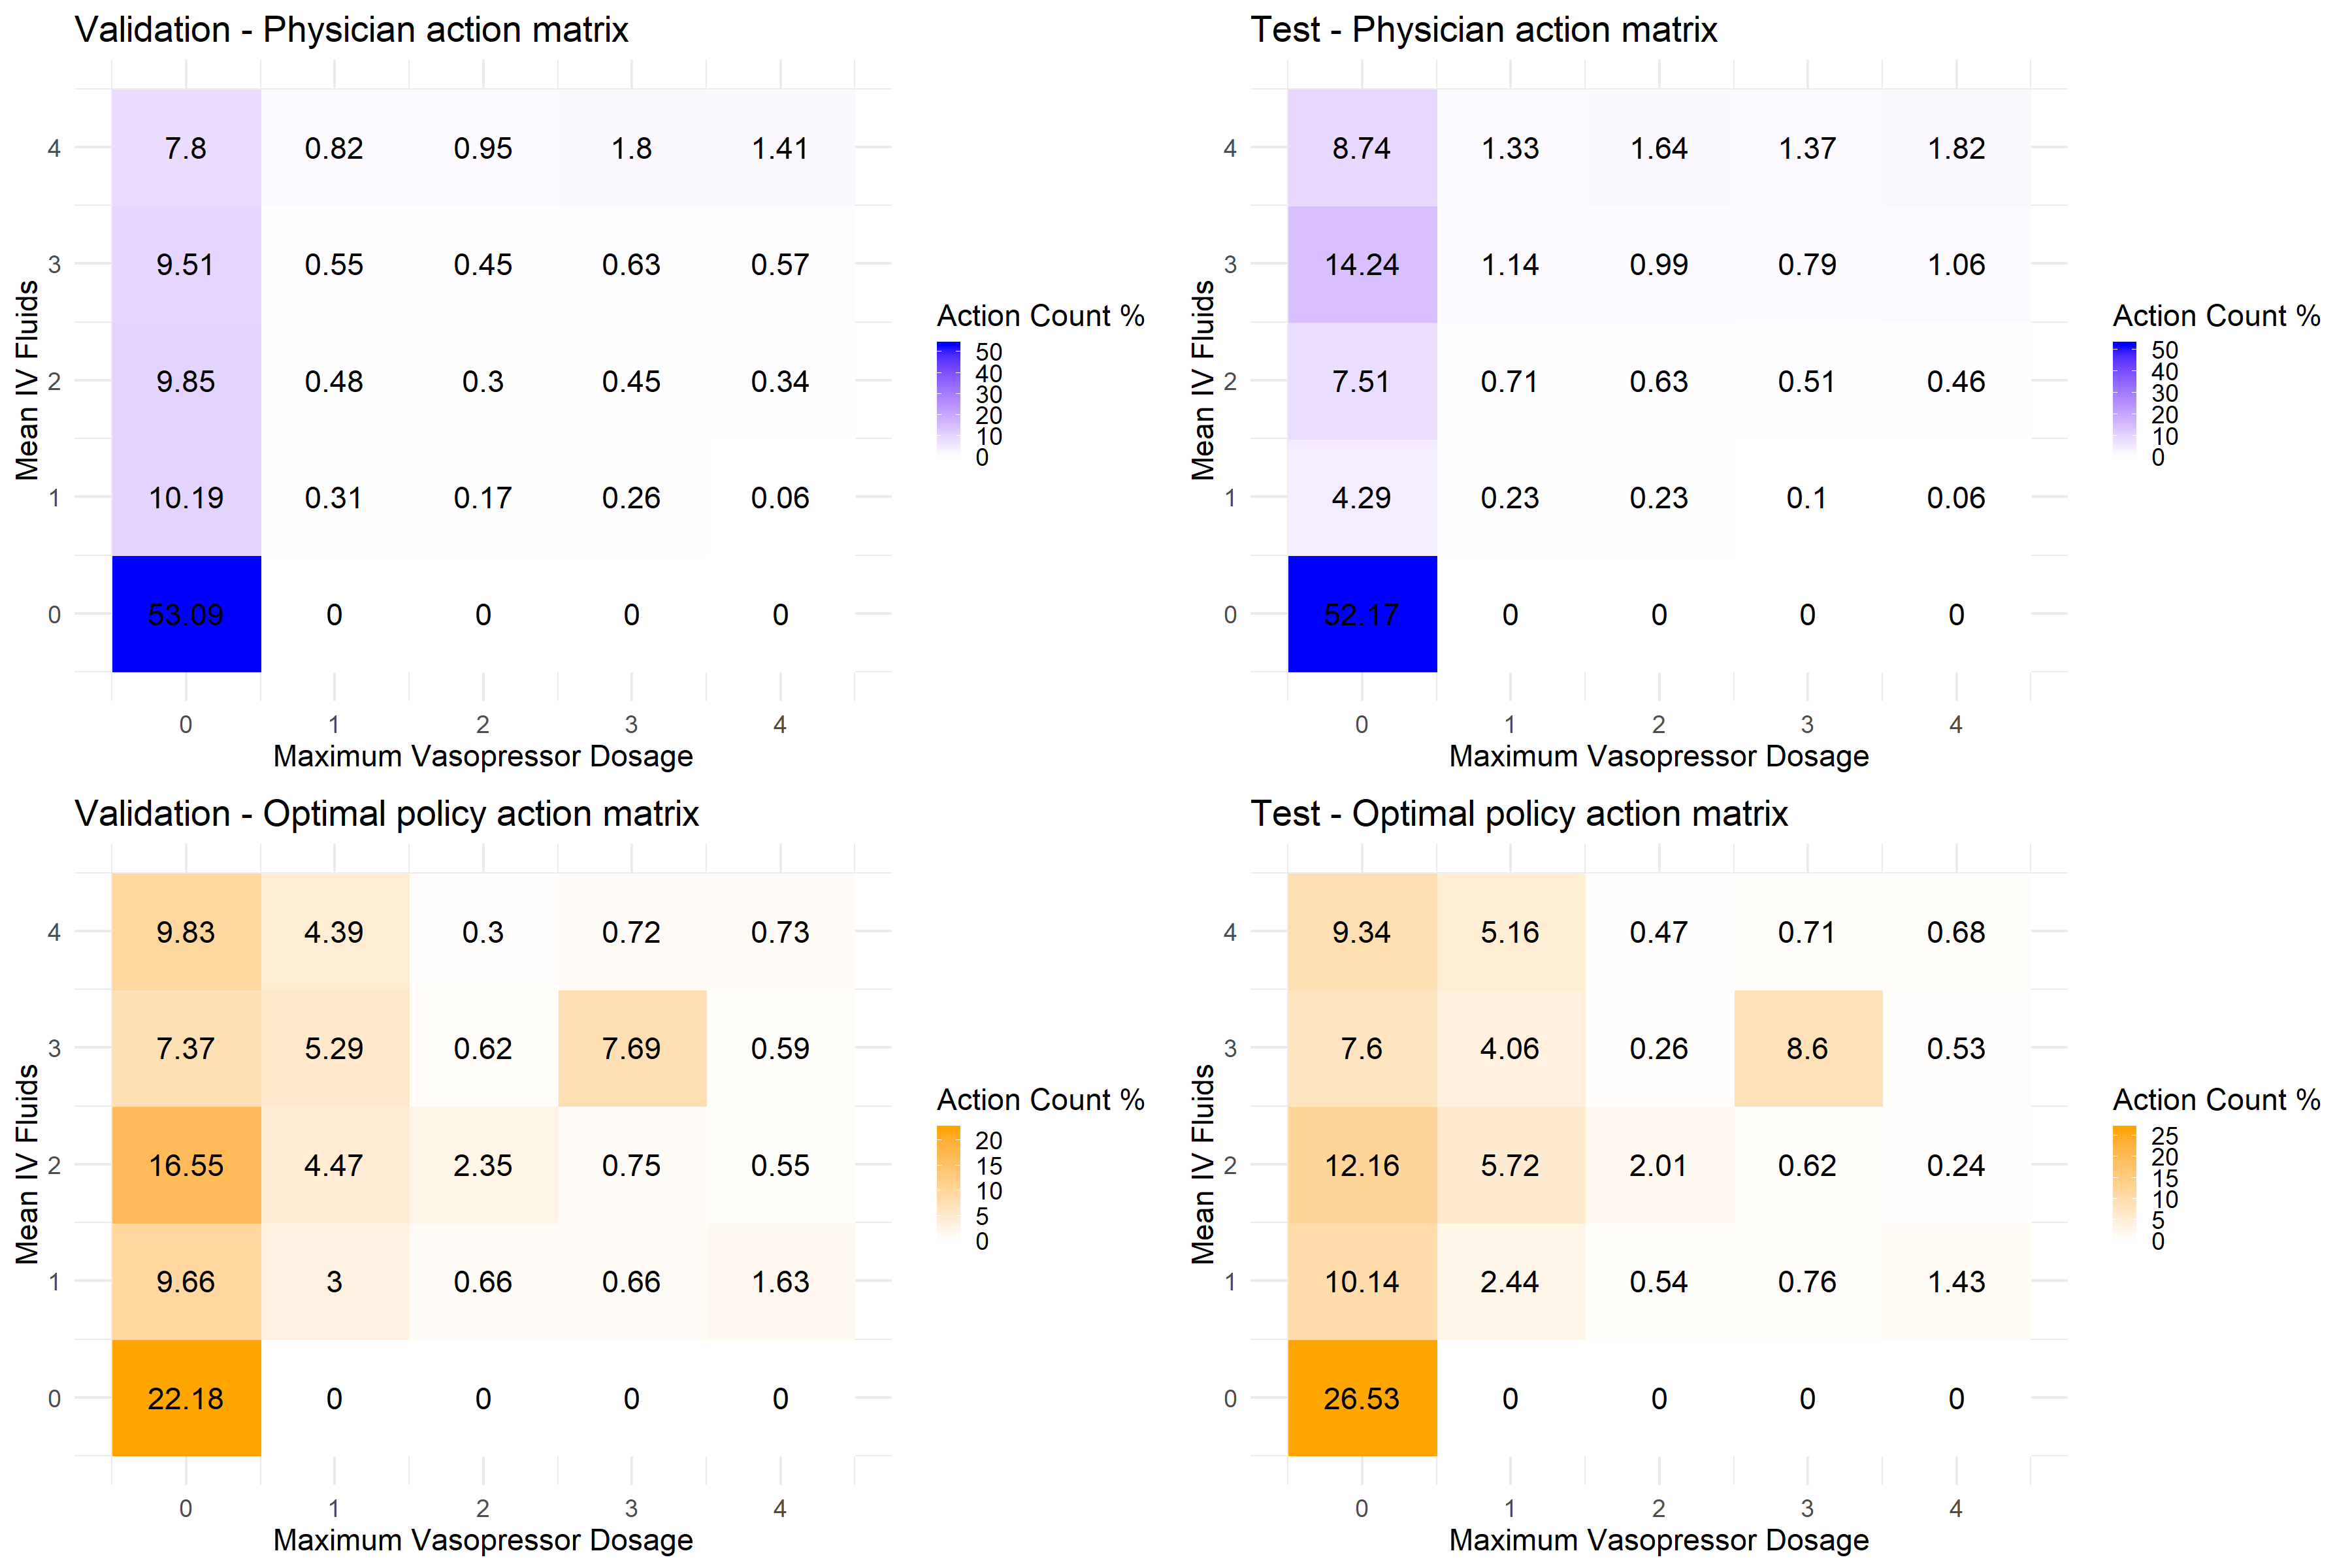 Validation - Physician action matrix
Mean IV Fluids
4 7.8 0.82 0.95 1.8 1.41
3 9.51 0.55 0.45 0.63 0.57
2 9.85 0.48 0.3 0.45 0.34
1 10.19 0.31 0.17 0.26 0.06
0 53.09 0 0 0 0
0 1 2 3 4
Maximum Vasopressor Dosage
Action Count %
50
40
30
20
10
0
Test - Physician action matrix
Mean IV Fluids
4 8.74 1.33 1.64 1.37 1.82
3 14.24 1.14 0.99 0.79 1.06
2 7.51 0.71 0.63 0.51 0.46
1 4.29 0.23 0.23 0.1 0.06
0 52.17 0 0 0 0
0 1 2 3 4
Maximum Vasopressor Dosage
Action Count %
50
40
30
20
10
0
Validation - Optimal policy action matrix
Mean IV Fluids
4 9.83 4.39 0.3 0.72 0.73
3 7.37 5.29 0.62 7.69 0.59
2 16.55 4.47 2.35 0.75 0.55
1 9.66 3 0.66 0.66 1.63
0 22.18 0 0 0 0
0 1 2 3 4
Maximum Vasopressor Dosage
Action Count %
20
15
10
5
0
Test - Optimal policy action matrix
Mean IV Fluids
4 9.34 5.16 0.47 0.71 0.68
3 7.6 4.06 0.26 8.6 0.53
2 12.16 5.72 2.01 0.62 0.24
1 10.14 2.44 0.54 0.76 1.43
0 26.53 0 0 0 0
0 1 2 3 4
Maximum Vasopressor Dosage
Action Count %
25
20
15
10
5
0